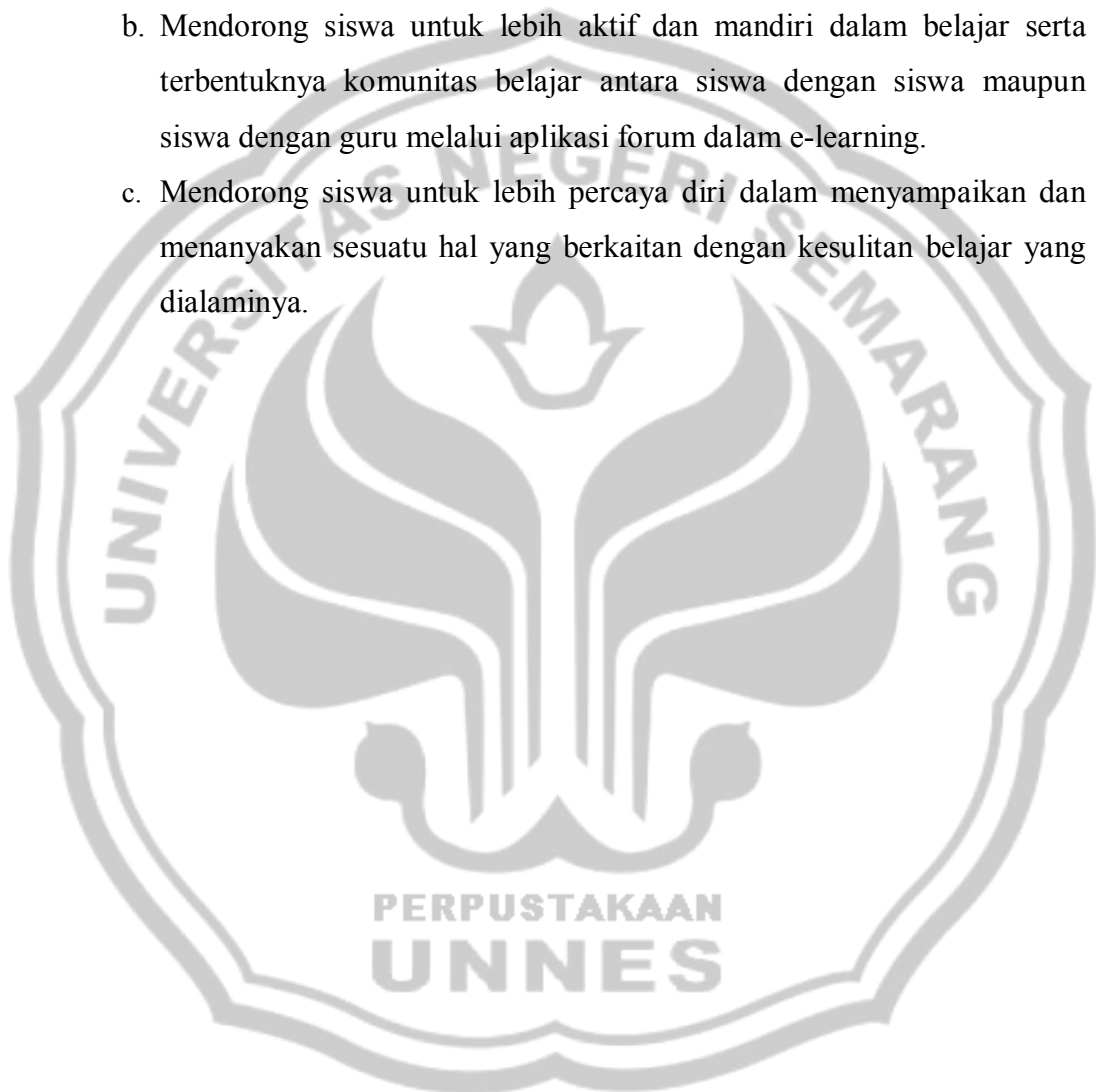 b. Mendorong siswa untuk lebih aktif dan mandiri dalam belajar serta
terbentuknya komunitas belajar antara siswa dengan siswa maupun
siswa dengan guru melalui aplikasi forum dalam e-learning.
c. Mendorong siswa untuk lebih percaya diri dalam menyampaikan dan
menanyakan sesuatu hal yang berkaitan dengan kesulitan belajar yang
dialaminya.
UNIVERSITAS NEGERI SEMARANG
PERPUSTAKAAN
UNNES